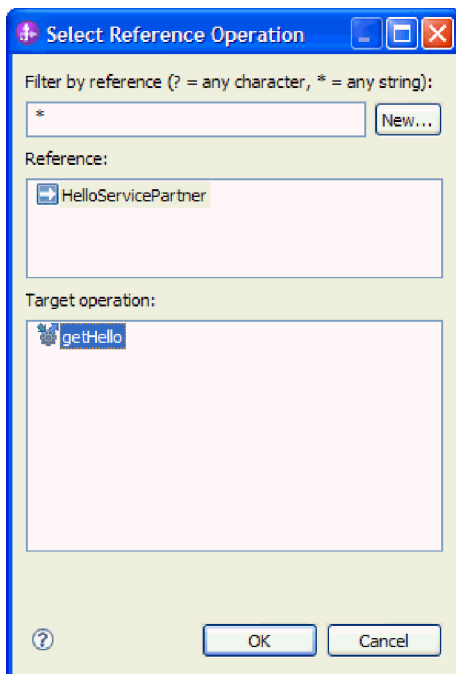 Select Reference Operation
Filter by reference (? = any character, * = any string):
*
New...
Reference:
HelloServicePartner
Target operation:
getHello
?
OK
Cancel